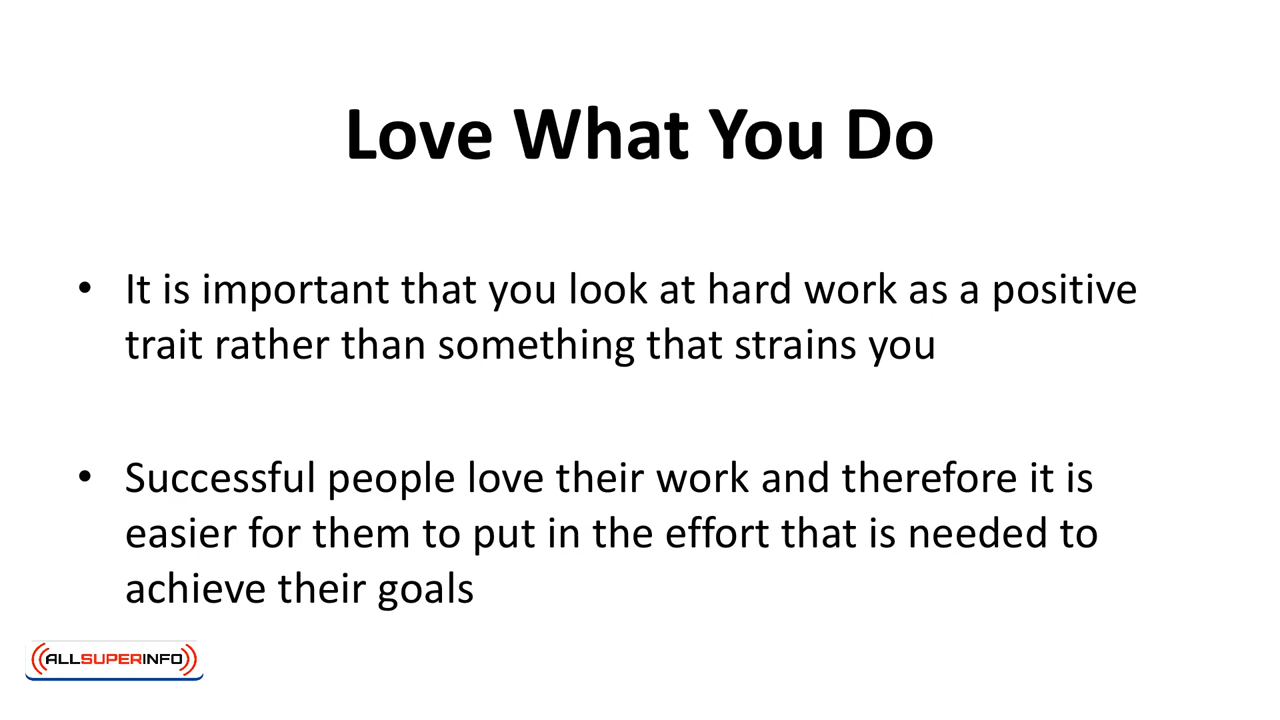 Love What You Do
• It is important that you look at hard work as a positive
trait rather than something that strains you
• Successful people love their work and therefore it is
easier for them to put in the effort that is needed to
achieve their goals
ALLSUPERINFO